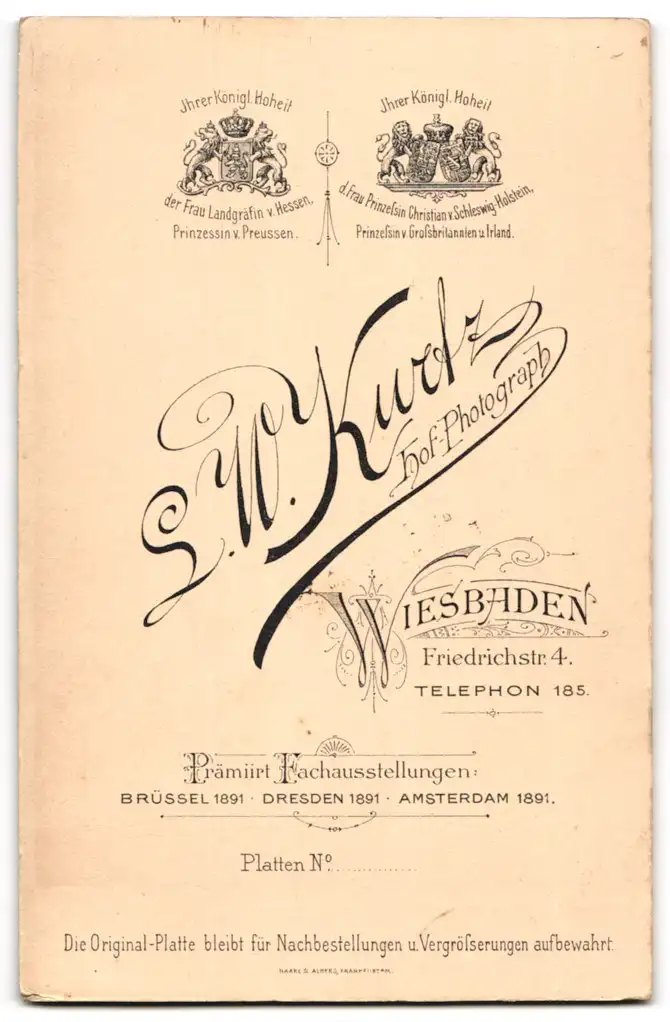 Jhrer Königl. Hoheit
der Frau Landgräfin v. Hessen,
Prinzessin v. Preussen.
Jhrer Königl. Hoheit
d. Frau Prinzeſsin Christian v. Schleswig-Holstein,
Prinzeſsin v. Groſsbritannien u. Irland.
L. W. Kurtz
Hof-Photograph
WIESBADEN
Friedrichstr. 4.
TELEPHON 185.
Prämiirt Fachausstellungen:
BRÜSSEL 1891 · DRESDEN 1891 · AMSTERDAM 1891.
Platten Nº
Die Original-Platte bleibt für Nachbestellungen u. Vergröſserungen aufbewahrt.